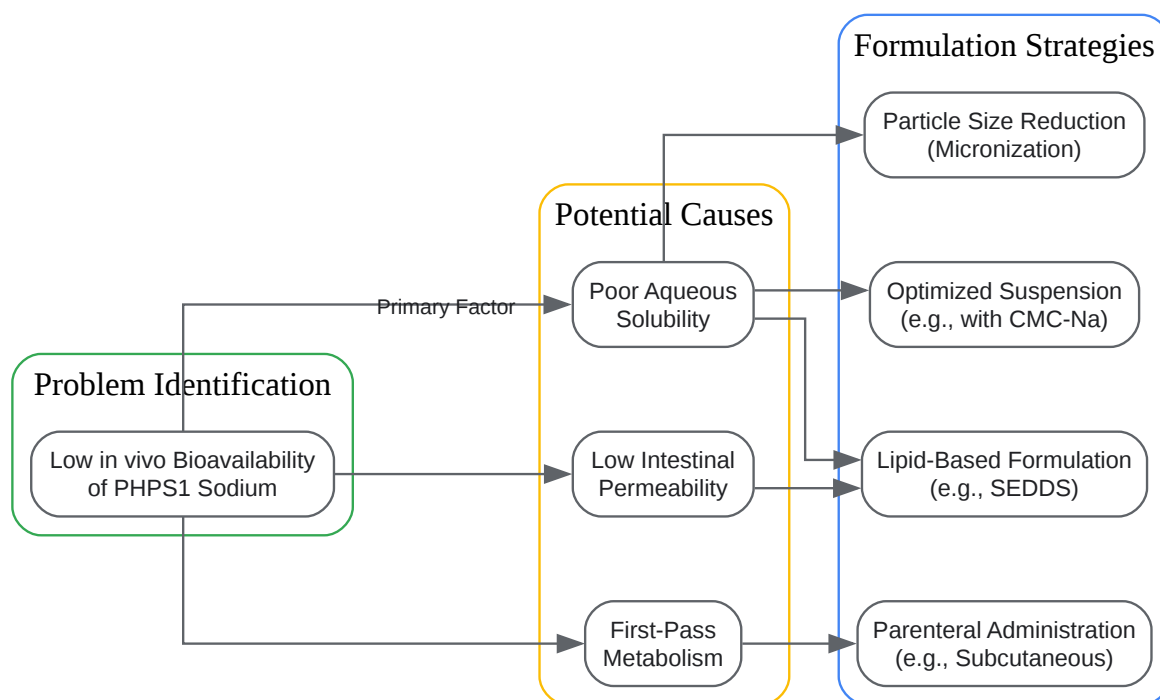 Formulation Strategies
Particle Size Reduction
(Micronization)
Potential Causes
Poor Aqueous
Solubility
Optimized Suspension
(e.g., with CMC-Na)
Primary Factor
Problem Identification
Low in vivo Bioavailability
of PHPS1 Sodium
Low Intestinal
Permeability
Lipid-Based Formulation
(e.g., SEDDS)
First-Pass
Metabolism
Parenteral Administration
(e.g., Subcutaneous)